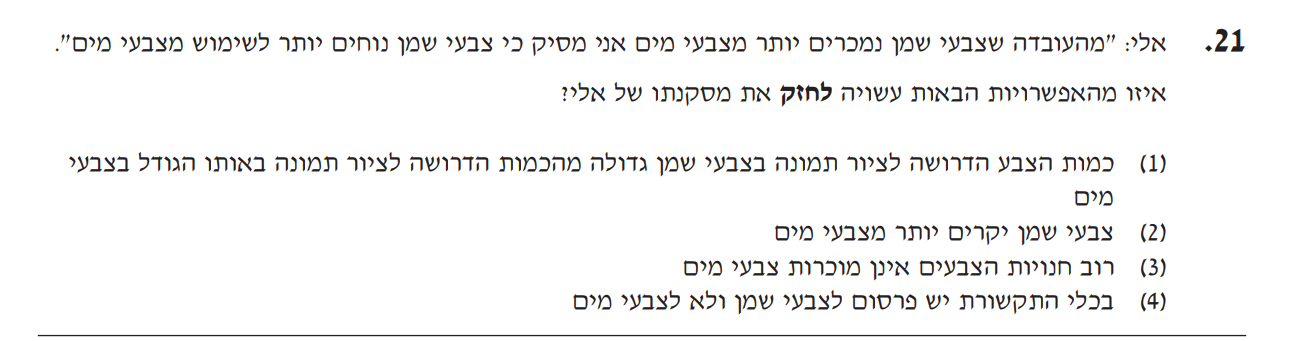 21. אלי: "מהעובדה שצבעי שמן נמכרים יותר מצבעי מים אני מסיק כי צבעי שמן נוחים יותר לשימוש מצבעי מים".
איזו מהאפשרויות הבאות עשויה לחזק את מסקנתו של אלי?
(1) כמות הצבע הדרושה לציור תמונה בצבעי שמן גדולה מהכמות הדרושה לציור תמונה באותו הגודל בצבעי
מים
(2) צבעי שמן יקרים יותר מצבעי מים
(3) רוב חנויות הצבעים אינן מוכרות צבעי מים
(4) בכלי התקשורת יש פרסום לצבעי שמן ולא לצבעי מים